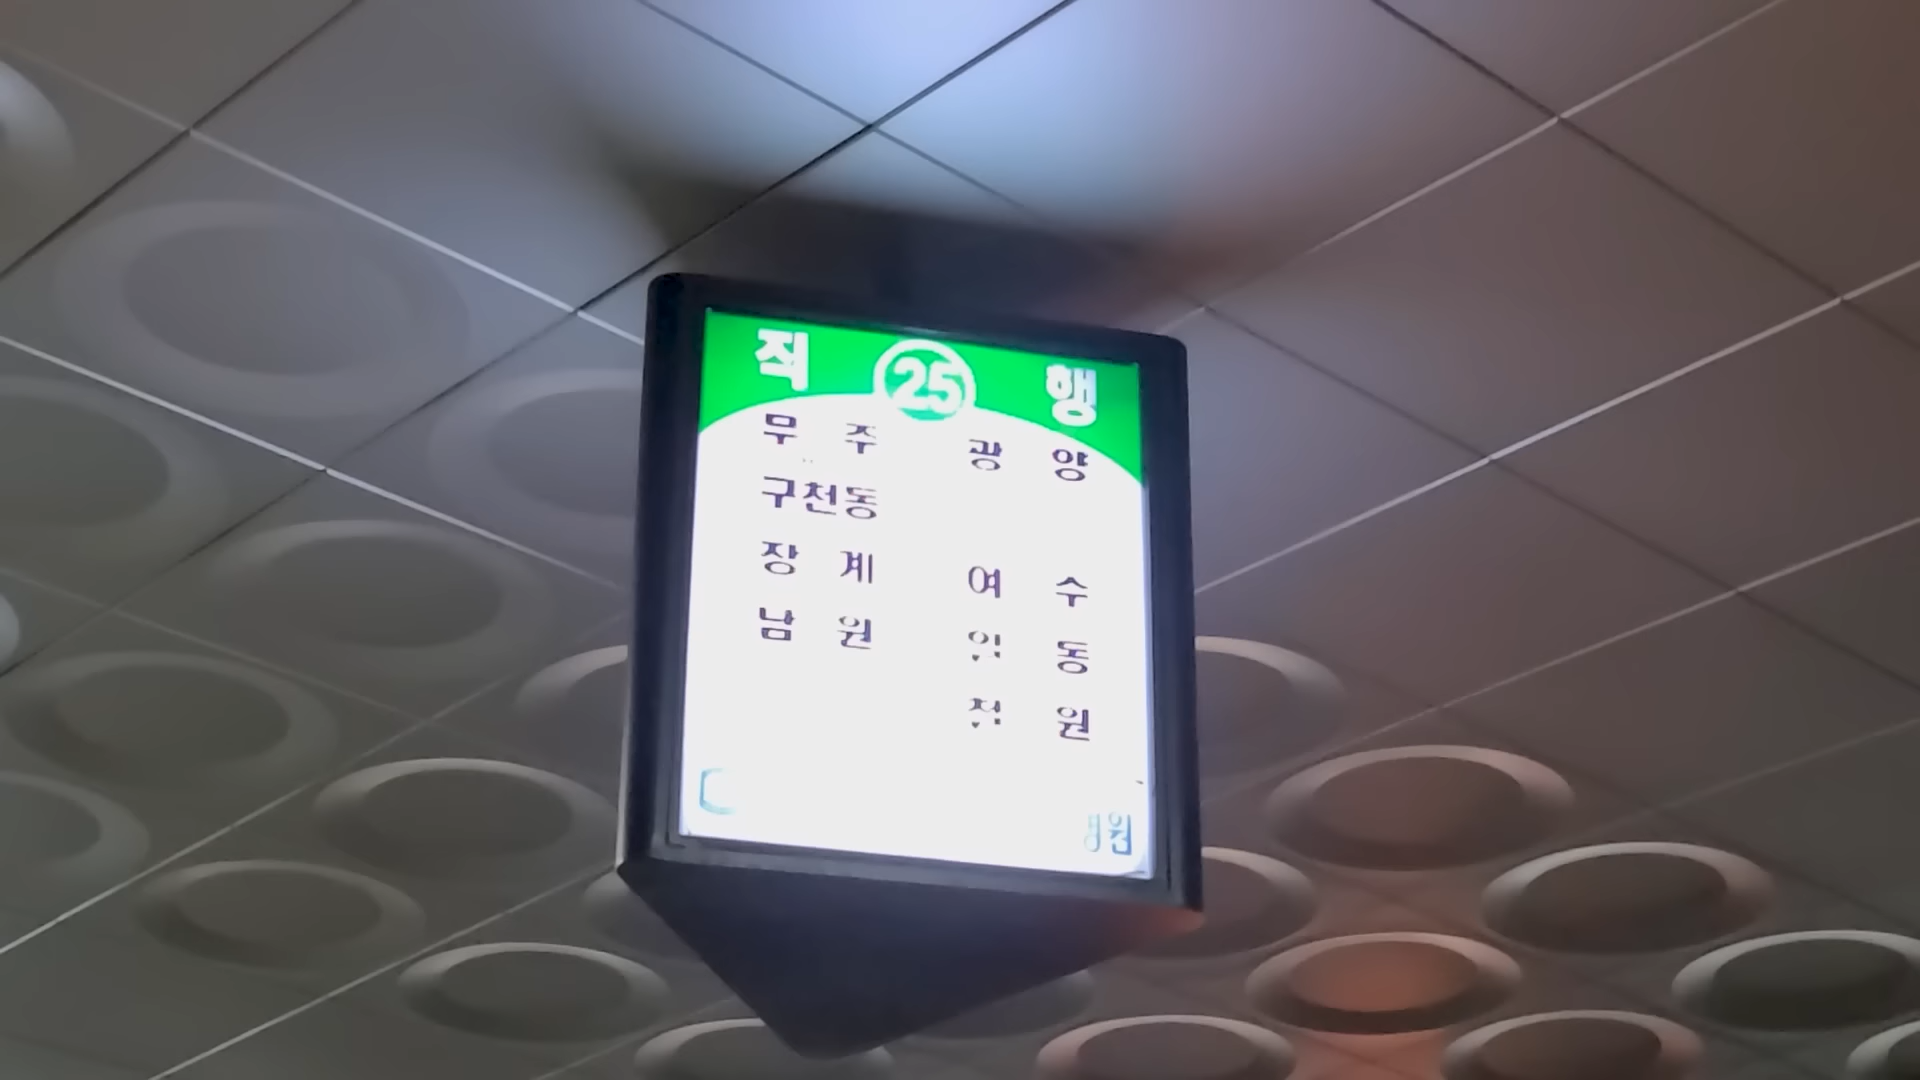 직 25 행
무 주 광 양
구천동
장 계 여 수
남 원 동
원